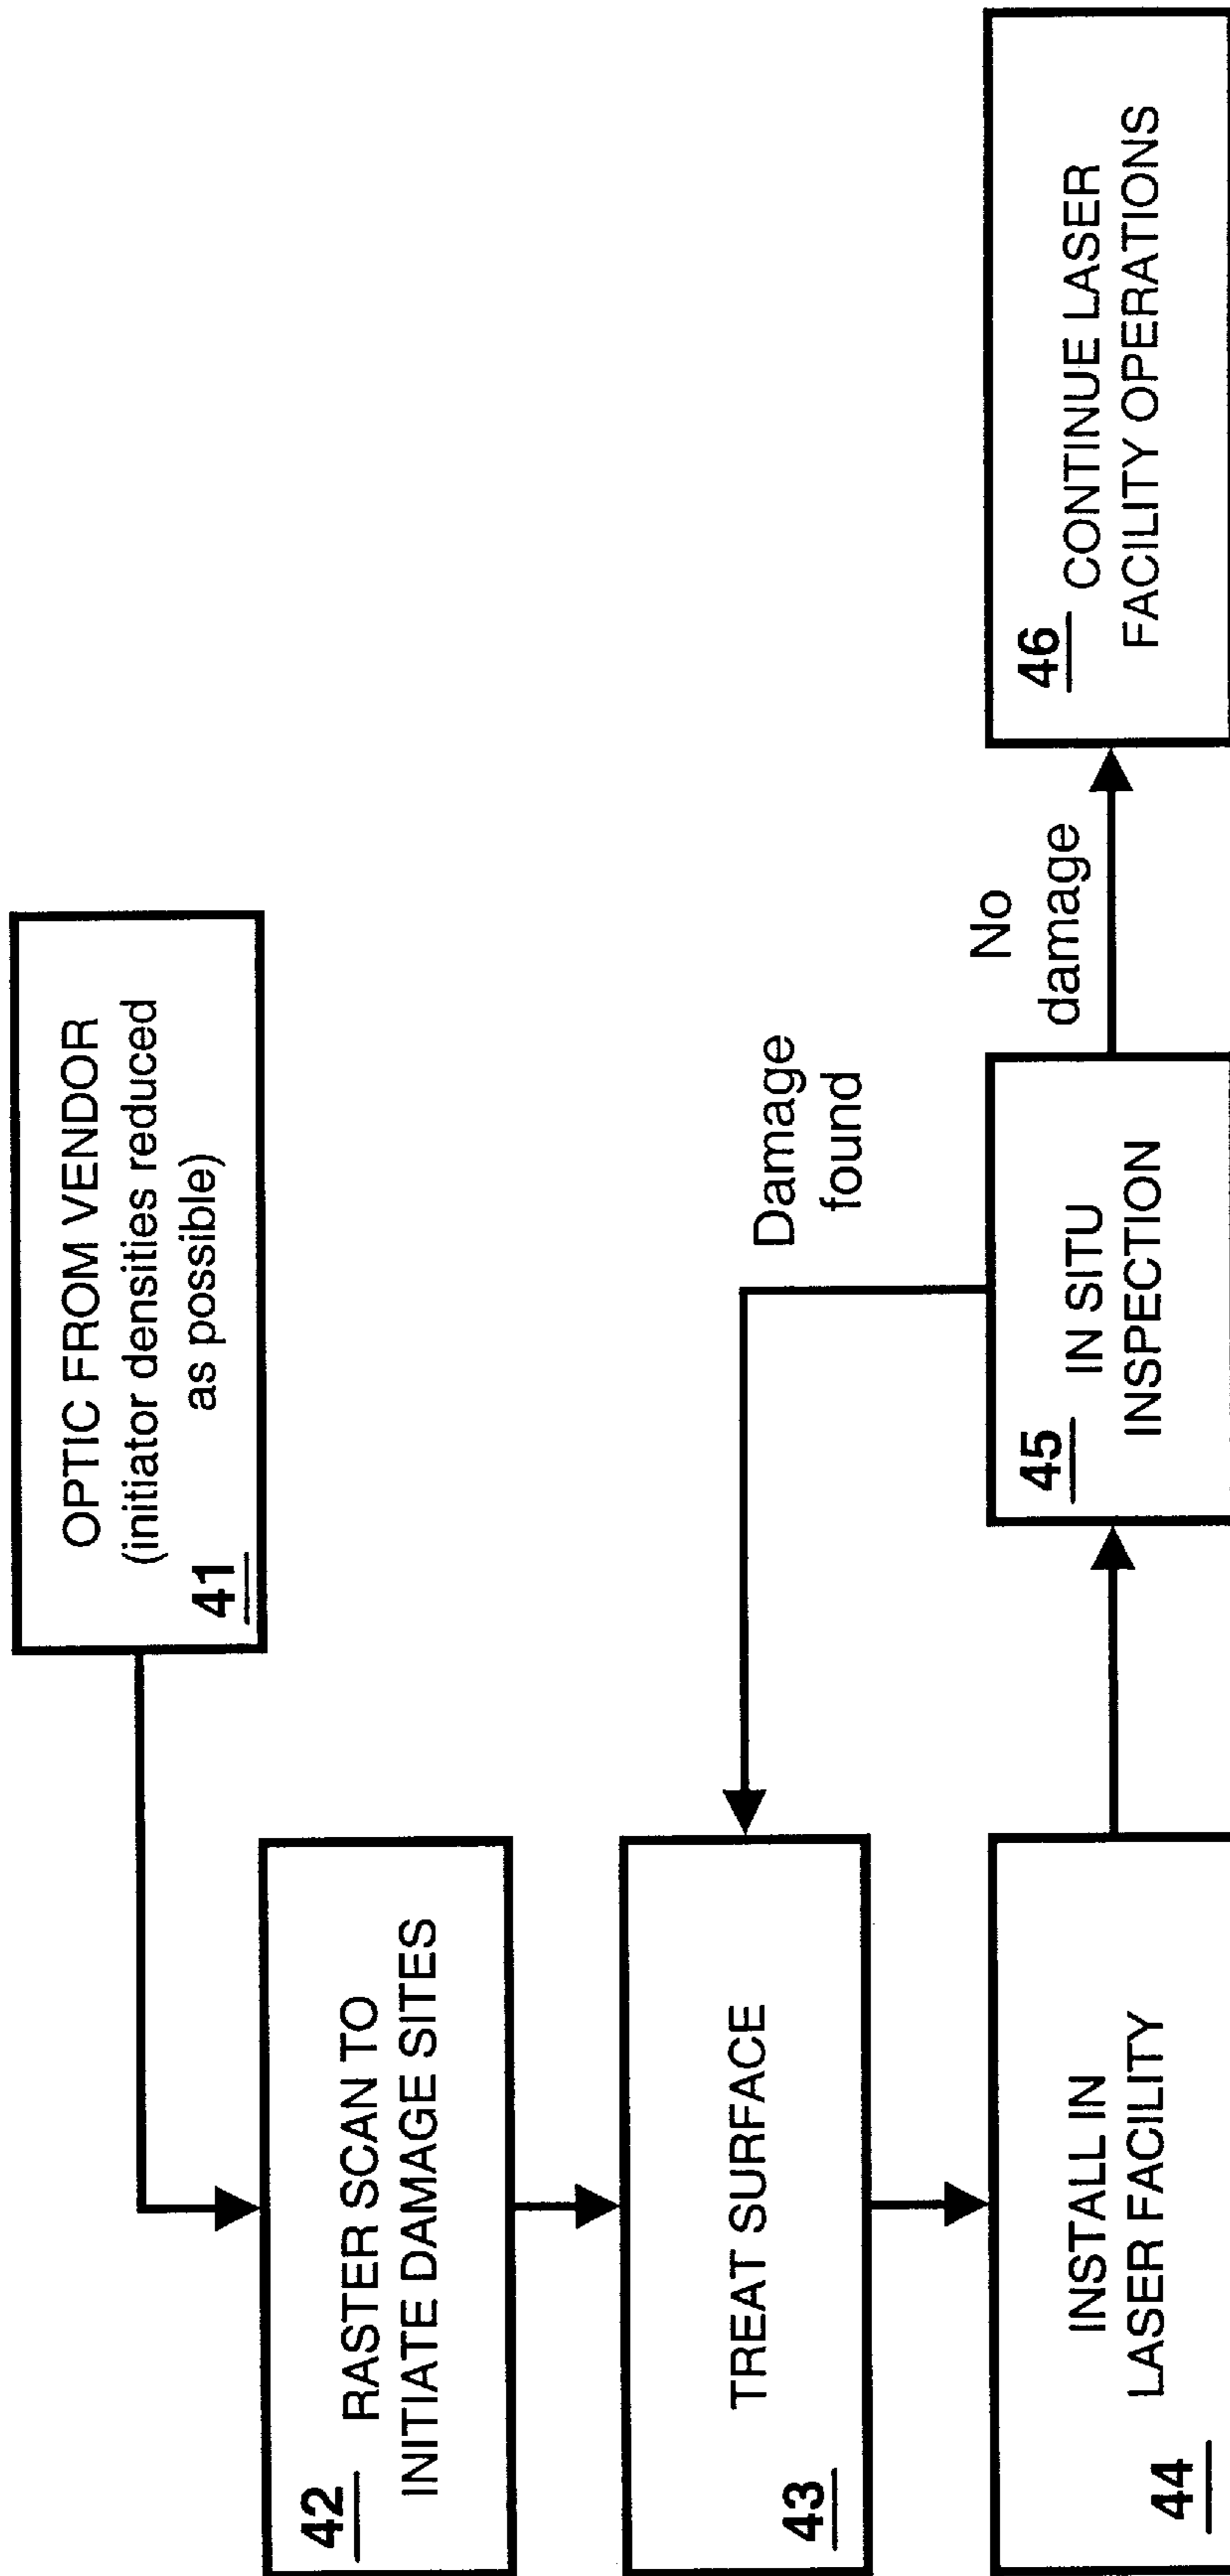 OPTIC FROM VENDOR
(initiator densities reduced
as possible)
41
42 RASTER SCAN TO
INITIATE DAMAGE SITES
TREAT SURFACE
43
INSTALL IN
LASER FACILITY
44
Damage
found
45 IN SITU
INSPECTION
No
damage
46 CONTINUE LASER
FACILITY OPERATIONS